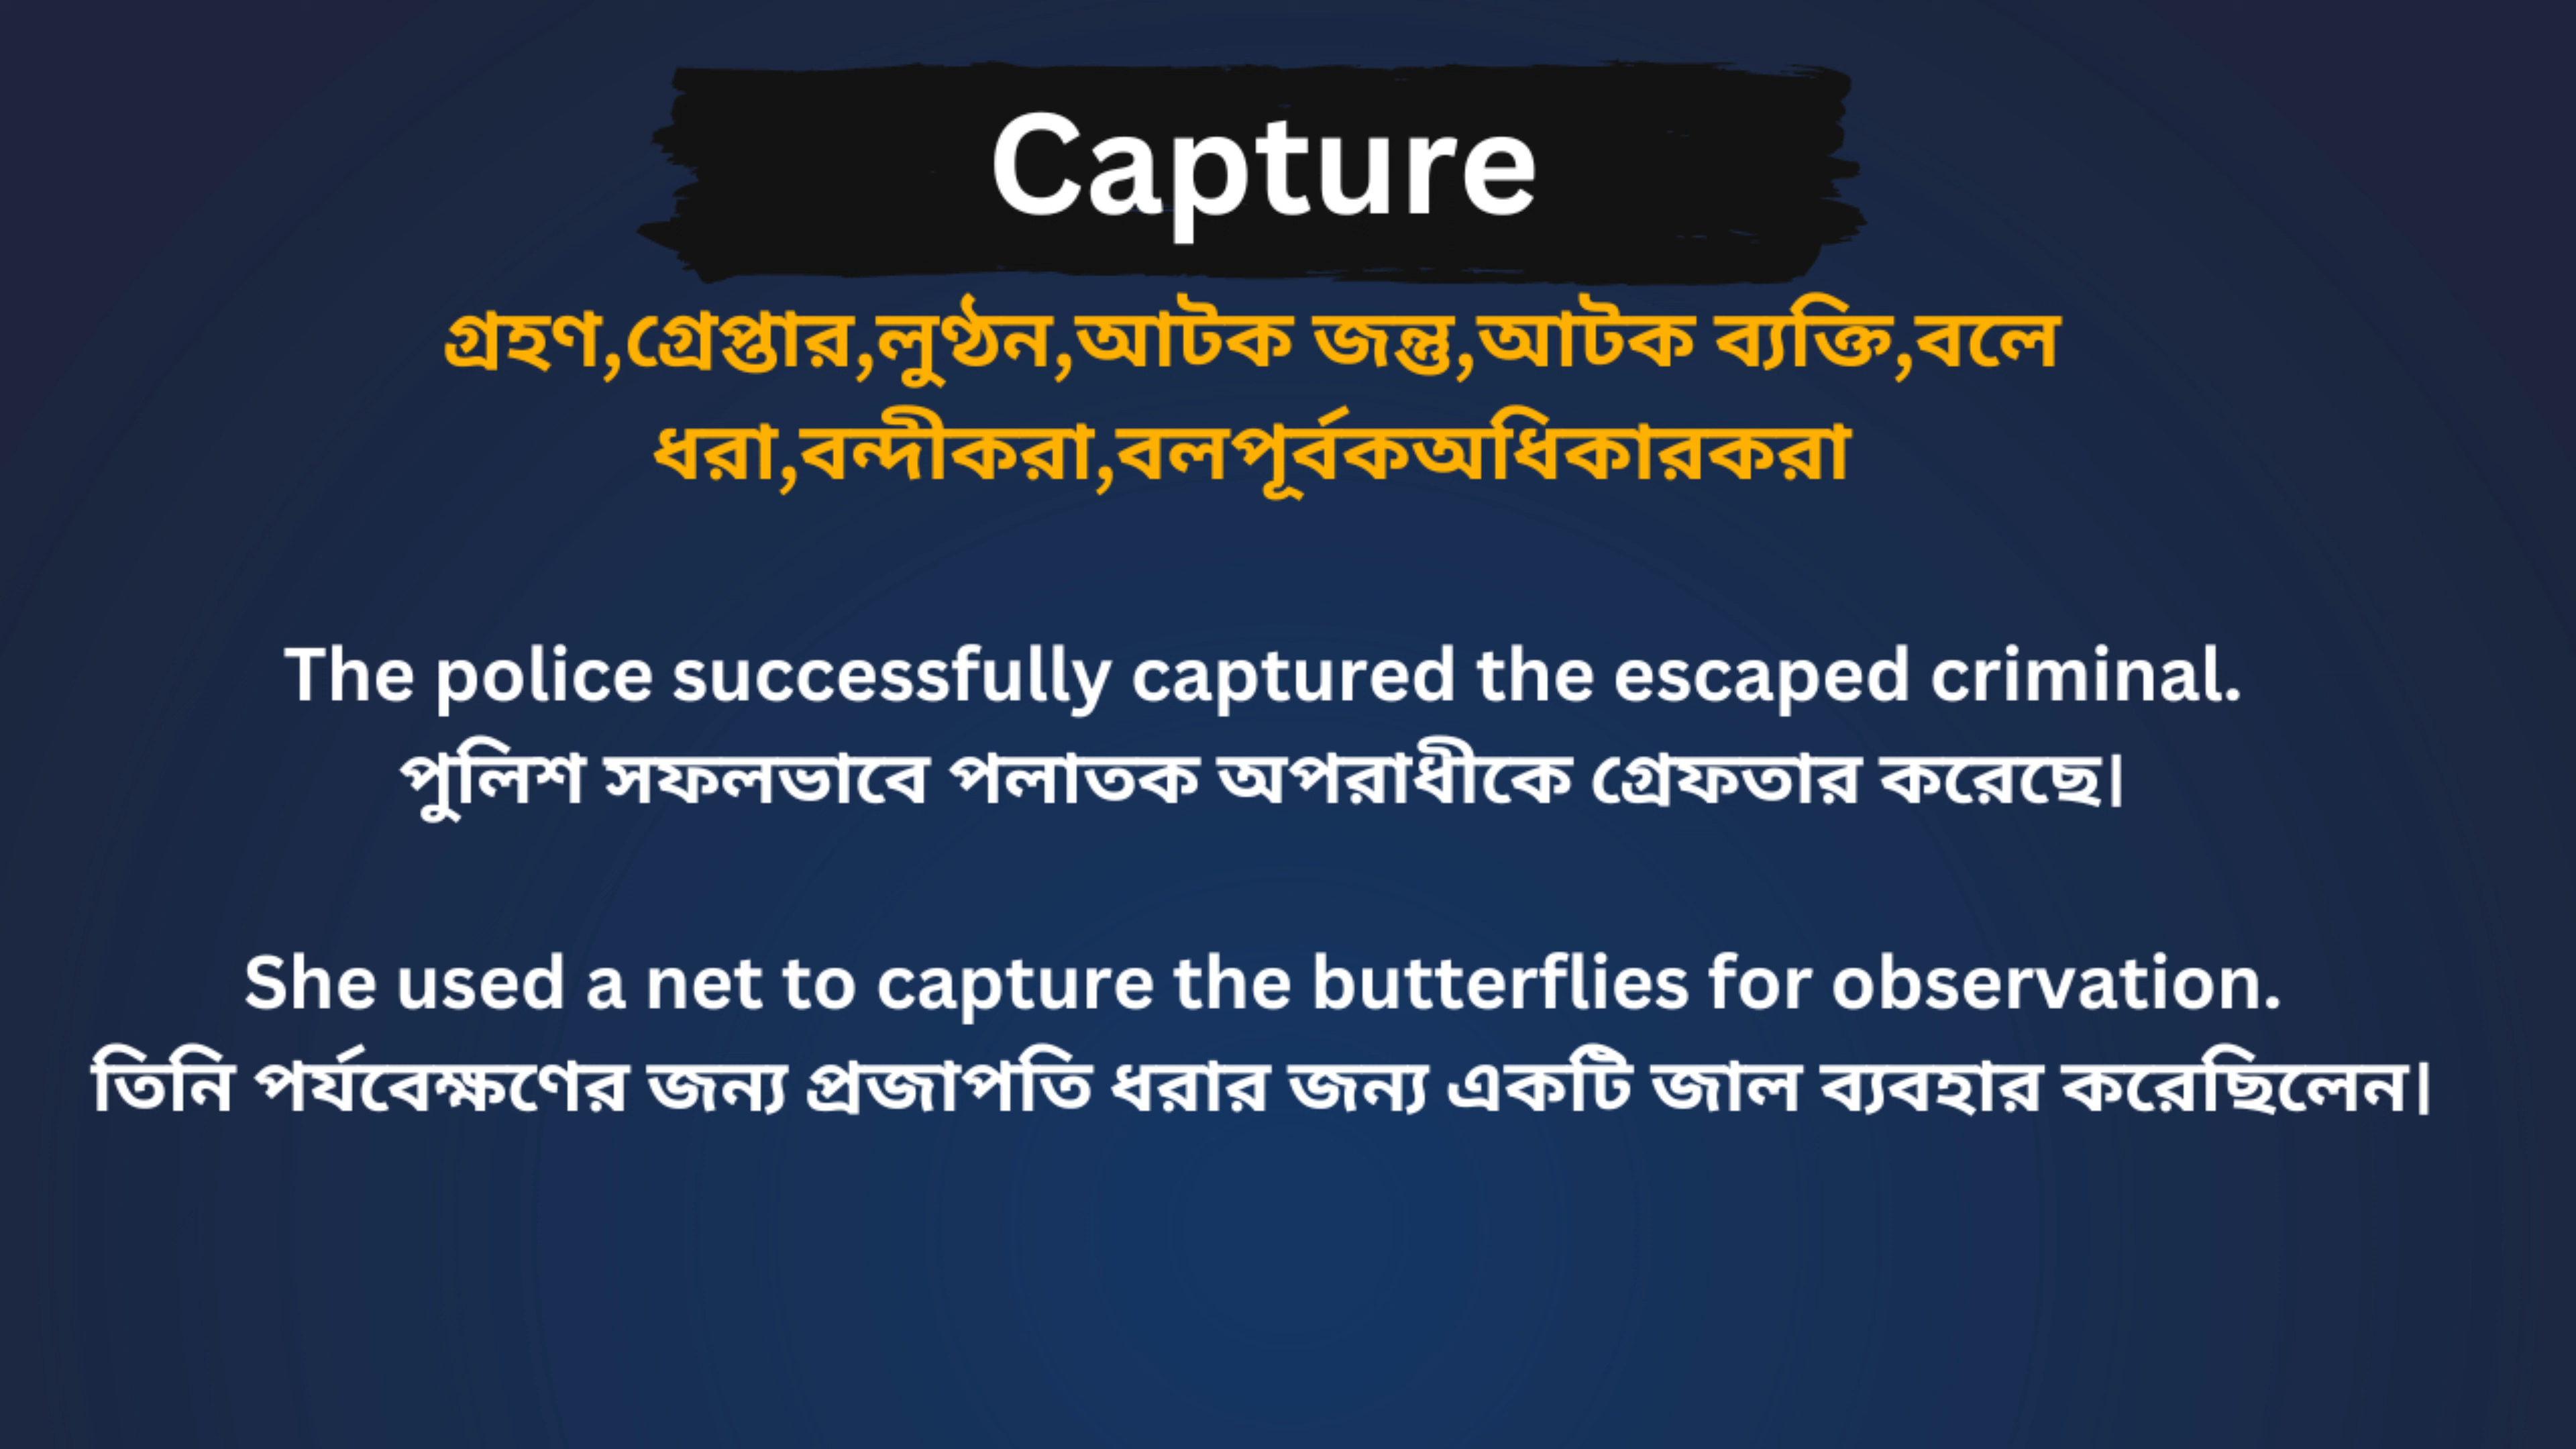 Capture
গ্রহণ,গ্রেপ্তার,লুণ্ঠন,আটক জন্তু,আটক ব্যক্তি,বলে
ধরা,বন্দীকরা,বলপূর্বকঅধিকারকরা
The police successfully captured the escaped criminal.
পুলিশ সফলভাবে পলাতক অপরাধীকে গ্রেফতার করেছে।
She used a net to capture the butterflies for observation.
তিনি পর্যবেক্ষণের জন্য প্রজাপতি ধরার জন্য একটি জাল ব্যবহার করেছিলেন।